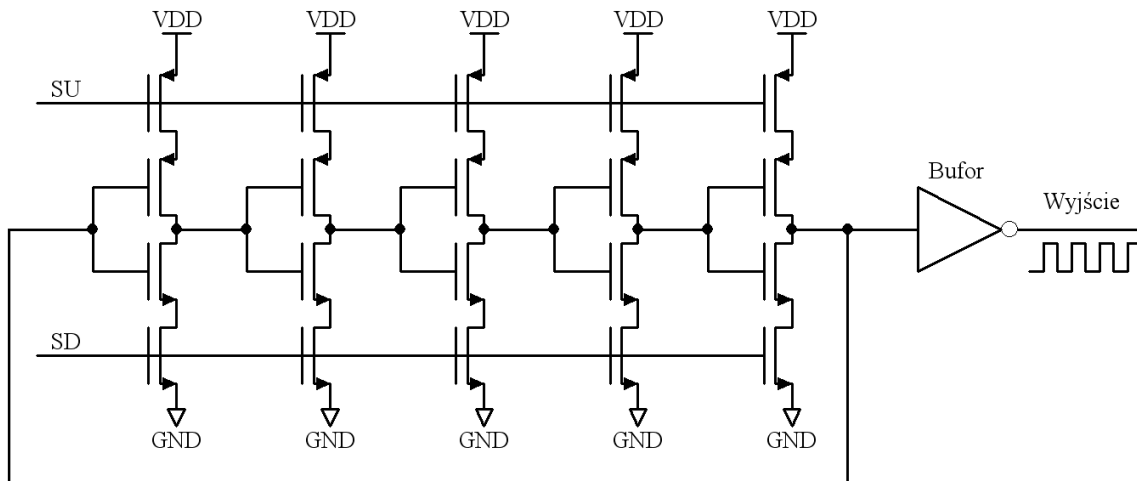 VDD VDD VDD VDD VDD
SU
Bufor
Wyjście
SD
GND GND GND GND GND